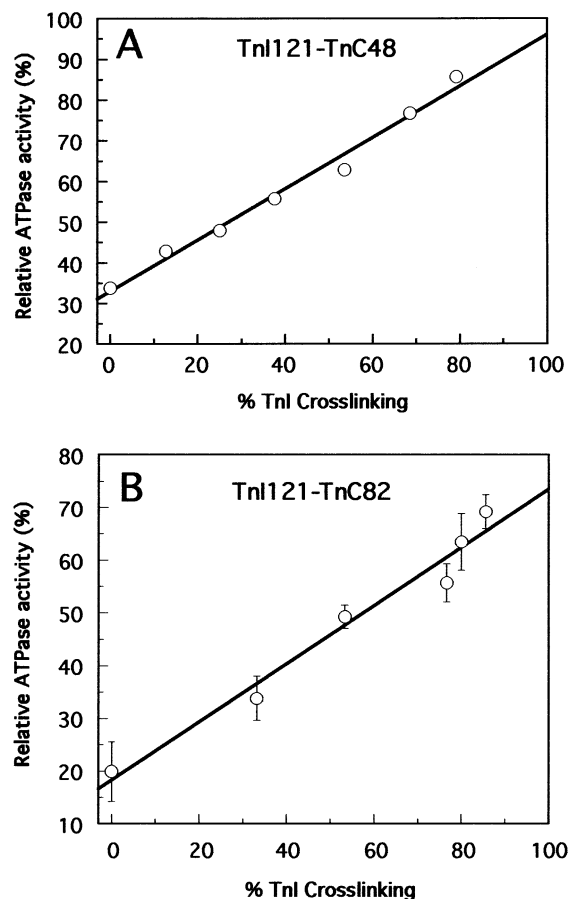 A
TnI121-TnC48
Relative ATPase activity (%)
100
90
80
70
60
50
40
30
20
0 20 40 60 80 100
% TnI Crosslinking
B
TnI121-TnC82
Relative ATPase activity (%)
80
70
60
50
40
30
20
10
0 20 40 60 80 100
% TnI Crosslinking